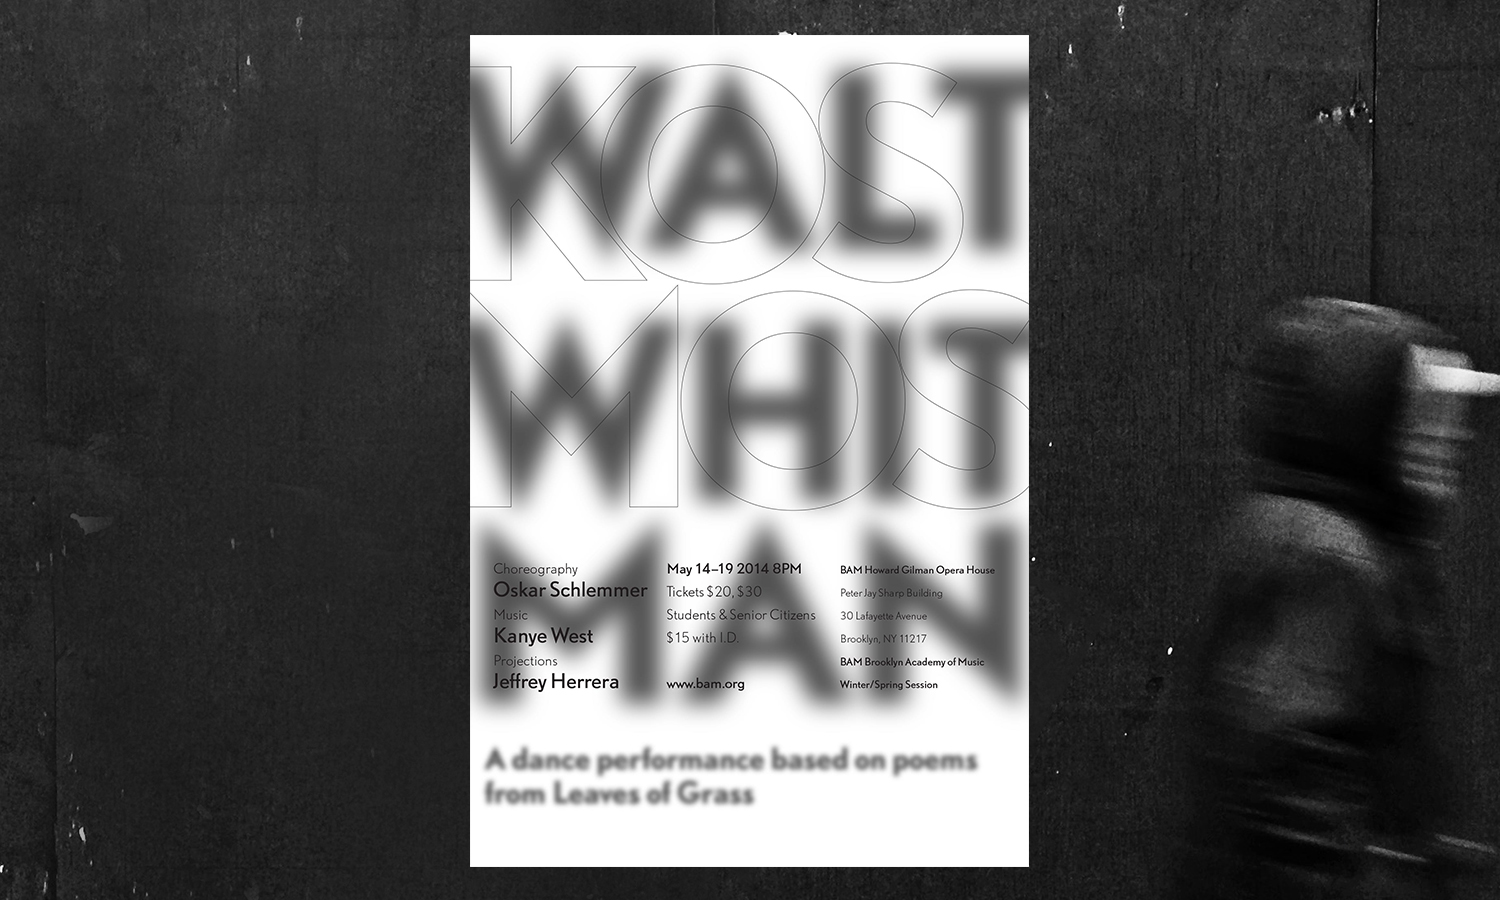 WALT
KOS
WHIT
MOS
MAN
Choreography
Oskar Schlemmer
Music
Kanye West
Projections
Jeffrey Herrera
May 14–19 2014 8PM
Tickets $20, $30
Students & Senior Citizens
$15 with I.D.
www.bam.org
BAM Howard Gilman Opera House
Peter Jay Sharp Building
30 Lafayette Avenue
Brooklyn, NY 11217
BAM Brooklyn Academy of Music
Winter/Spring Session
A dance performance based on poems
from Leaves of Grass